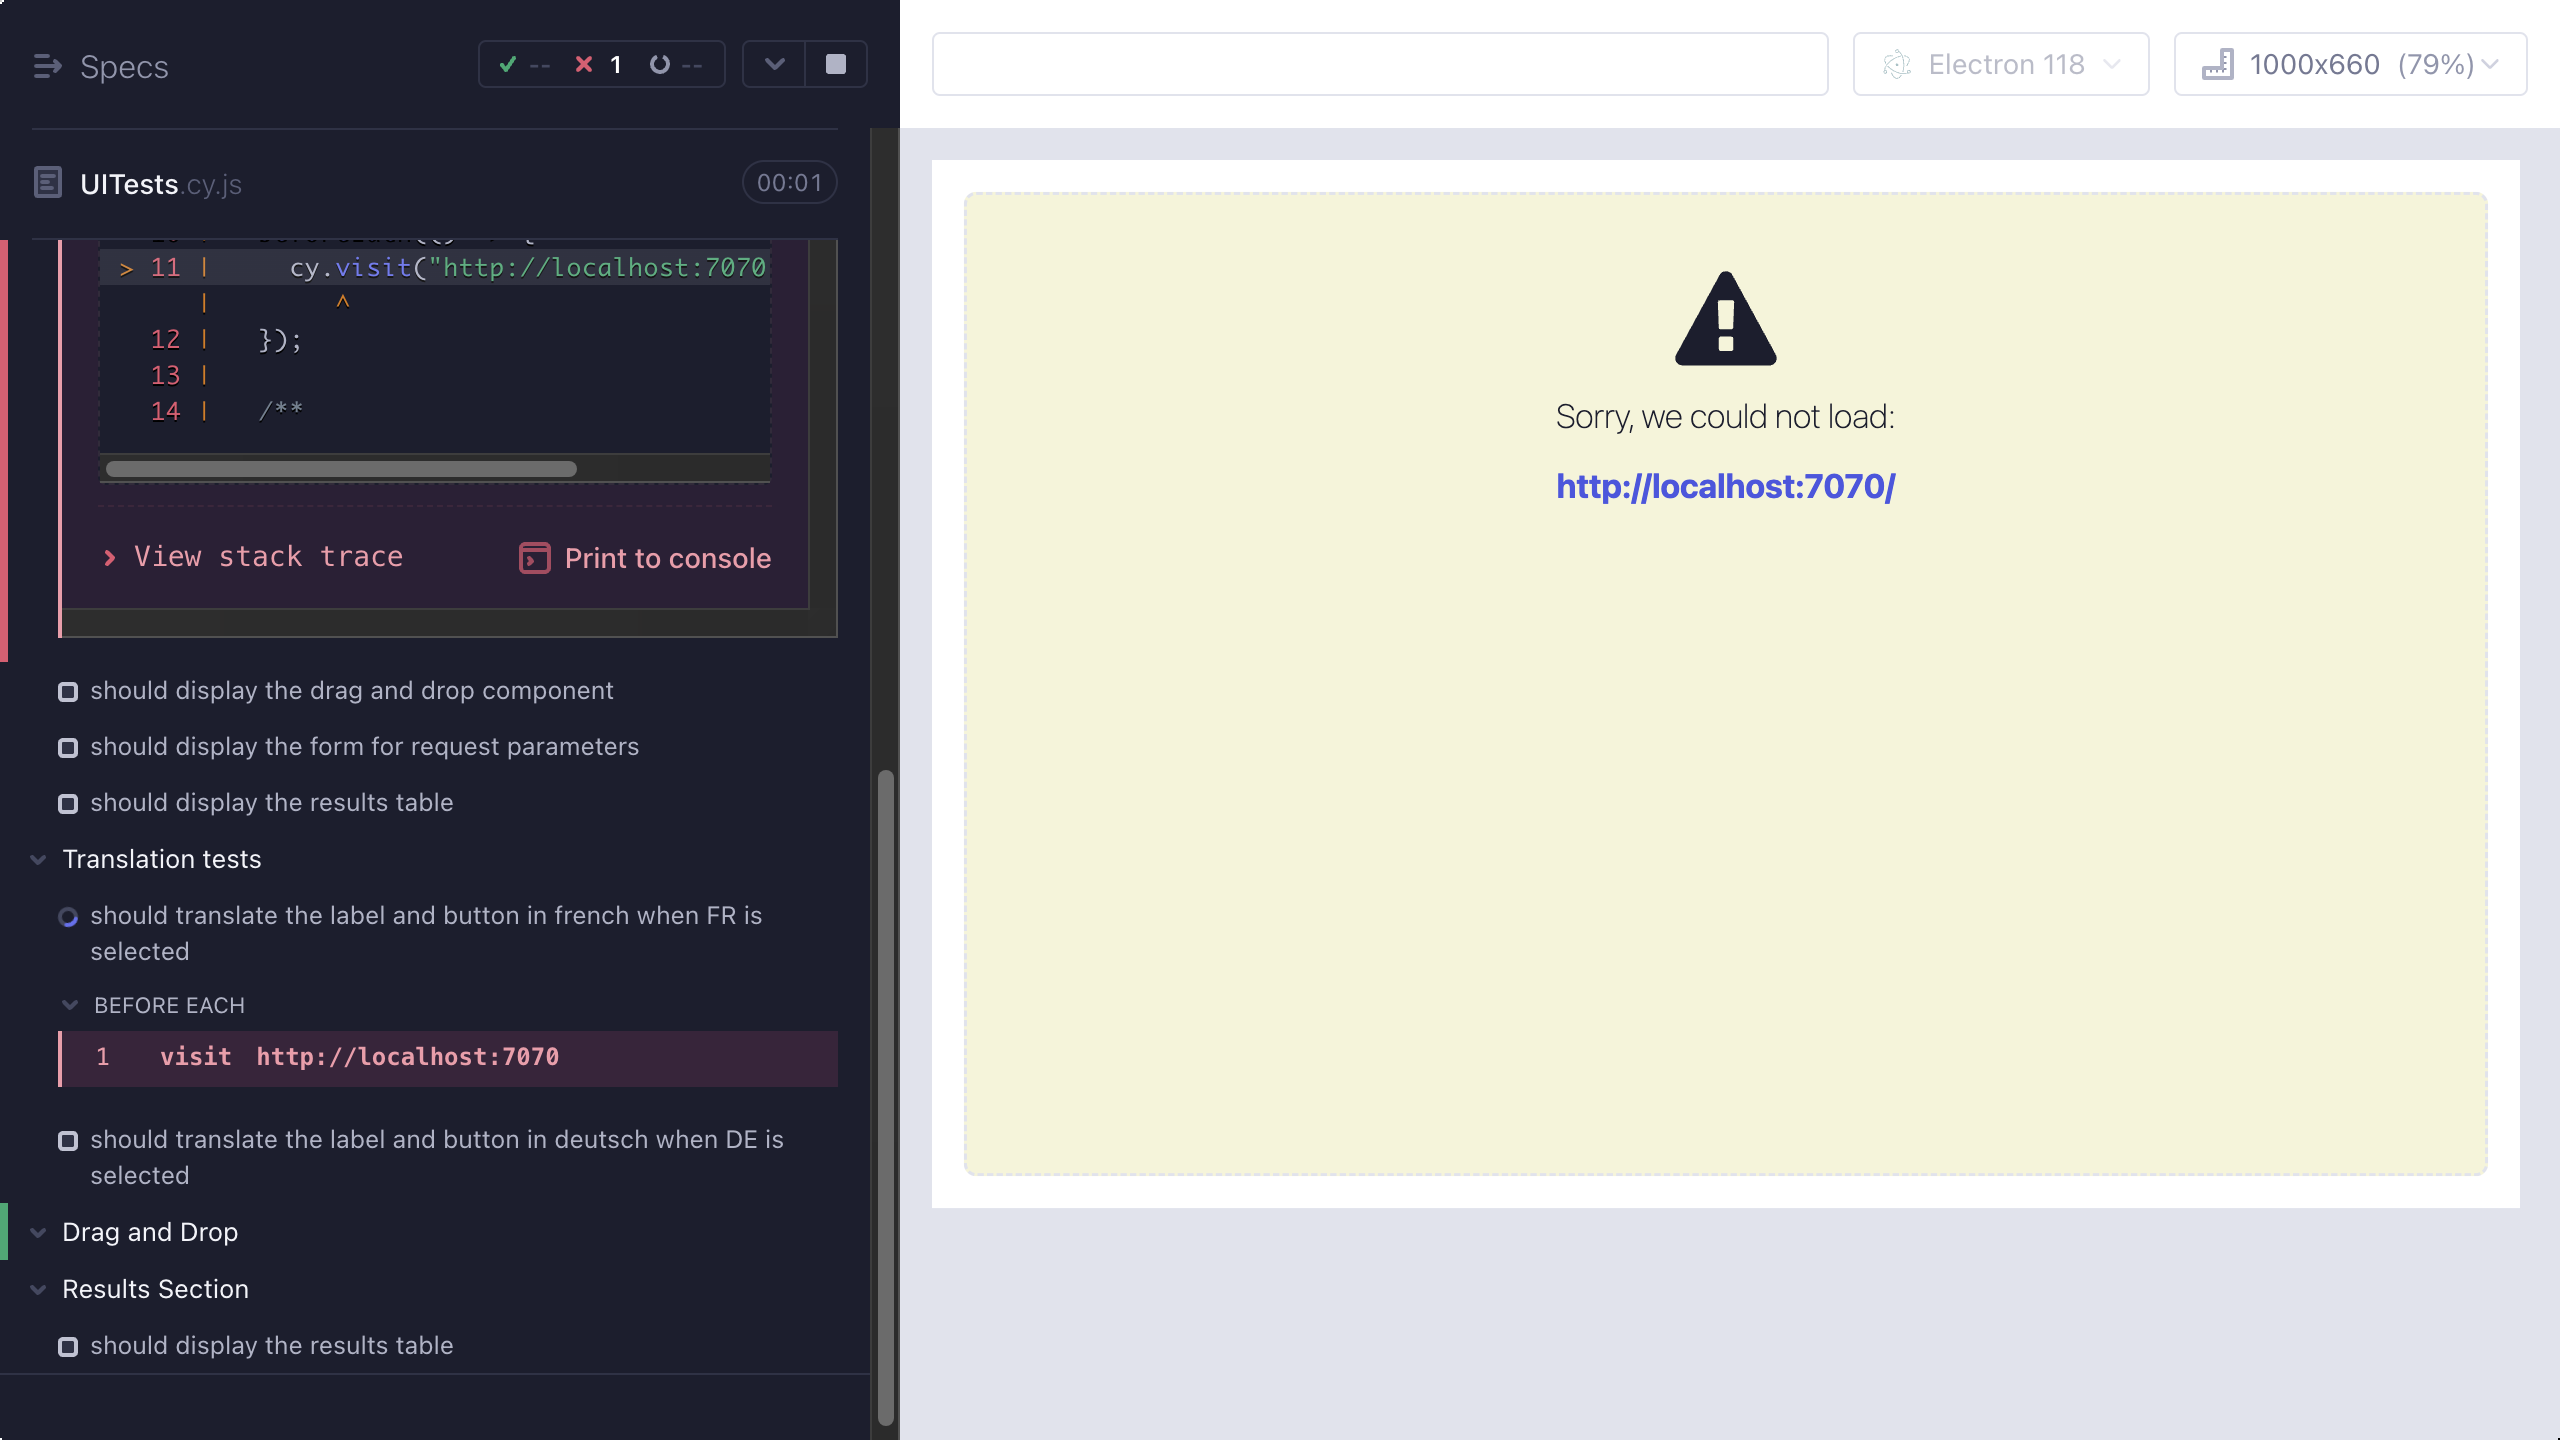 Specs
-- 1 --
UITests.cy.js
00:01
> 11 | cy.visit("http://localhost:7070
| ^
12 | });
13 |
14 | /**
View stack trace
Print to console
should display the drag and drop component
should display the form for request parameters
should display the results table
Translation tests
should translate the label and button in french when FR is
selected
BEFORE EACH
1 visit http://localhost:7070
should translate the label and button in deutsch when DE is
selected
Drag and Drop
Results Section
should display the results table
Electron 118
1000x660 (79%)
Sorry, we could not load:
http://localhost:7070/